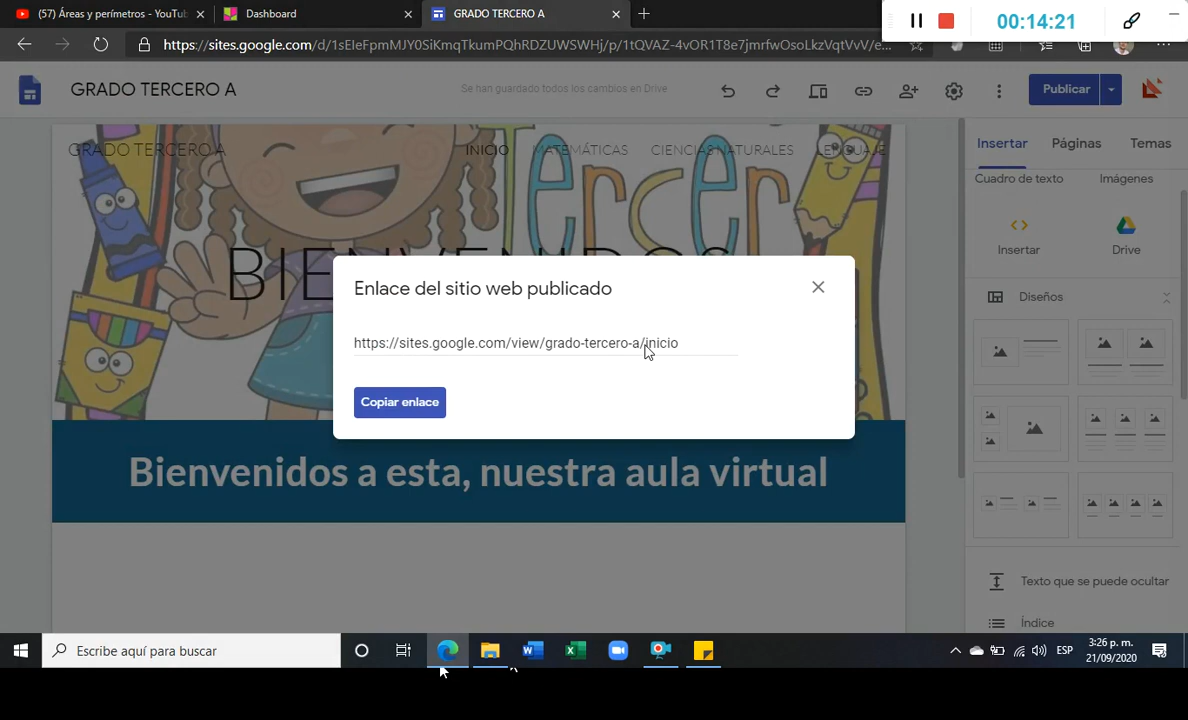 (57) Áreas y perímetros - YouTu
Dashboard
GRADO TERCERO A
00:14:21
https://sites.google.com/d/1sEIeFpmMJY0SiKmqTkumPQhRDZUWSWHj/p/1tQVAZ-4vOR1T8e7jmrfwOsoLkzVqtVvV/e...
GRADO TERCERO A
Se han guardado todos los cambios en Drive
Publicar
GRADO TERCERO A
INICIO
MATEMÁTICAS
CIENCIAS NATURALES
LENGUAJE
Insertar
Páginas
Temas
Tercer
Cuadro de texto
Imágenes
Insertar
Drive
BIENVENIDOS
Enlace del sitio web publicado
https://sites.google.com/view/grado-tercero-a/inicio
Copiar enlace
Diseños
Bienvenidos a esta, nuestra aula virtual
Texto que se puede ocultar
Índice
Escribe aquí para buscar
ESP
3:26 p. m.
21/09/2020